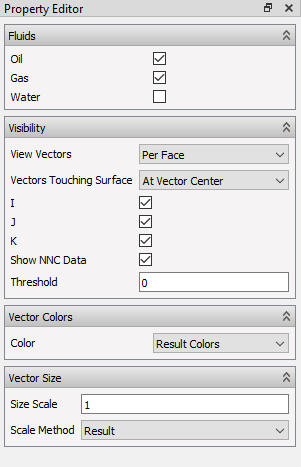 Property Editor
Fluids
Oil
Gas
Water
Visibility
View Vectors Per Face
Vectors Touching Surface At Vector Center
I
J
K
Show NNC Data
Threshold 0
Vector Colors
Color Result Colors
Vector Size
Size Scale 1
Scale Method Result